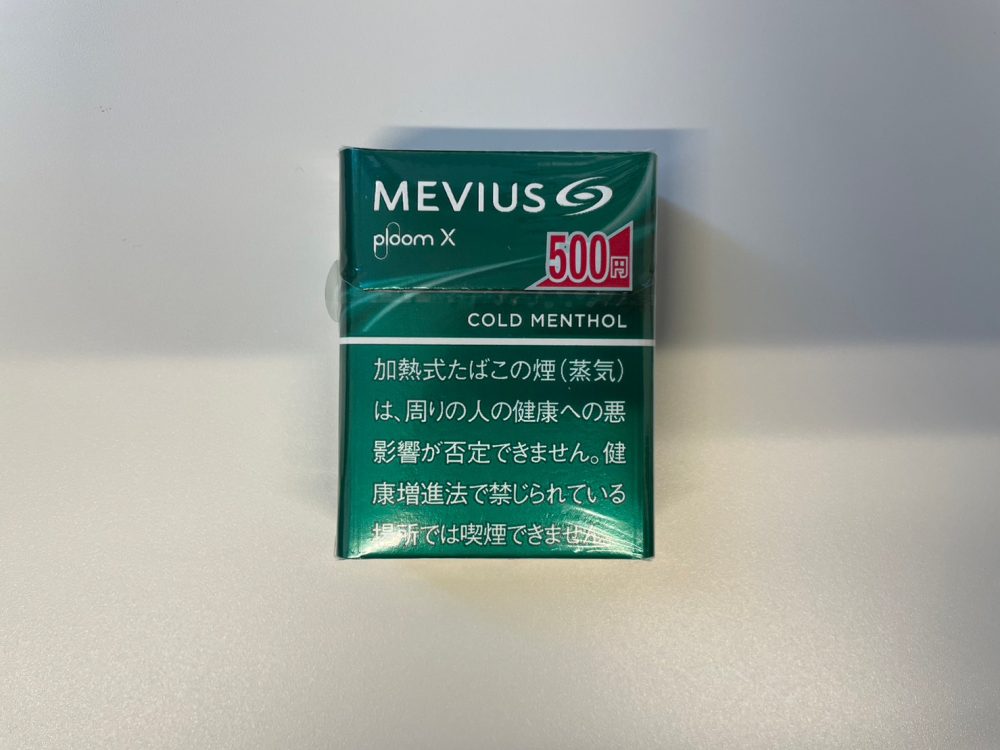 MEVIUS
ploom X
500円
COLD MENTHOL
加熱式たばこの煙(蒸気)
は、周りの人の健康への悪
影響が否定できません。健
康増進法で禁じられている
場所では喫煙できません。